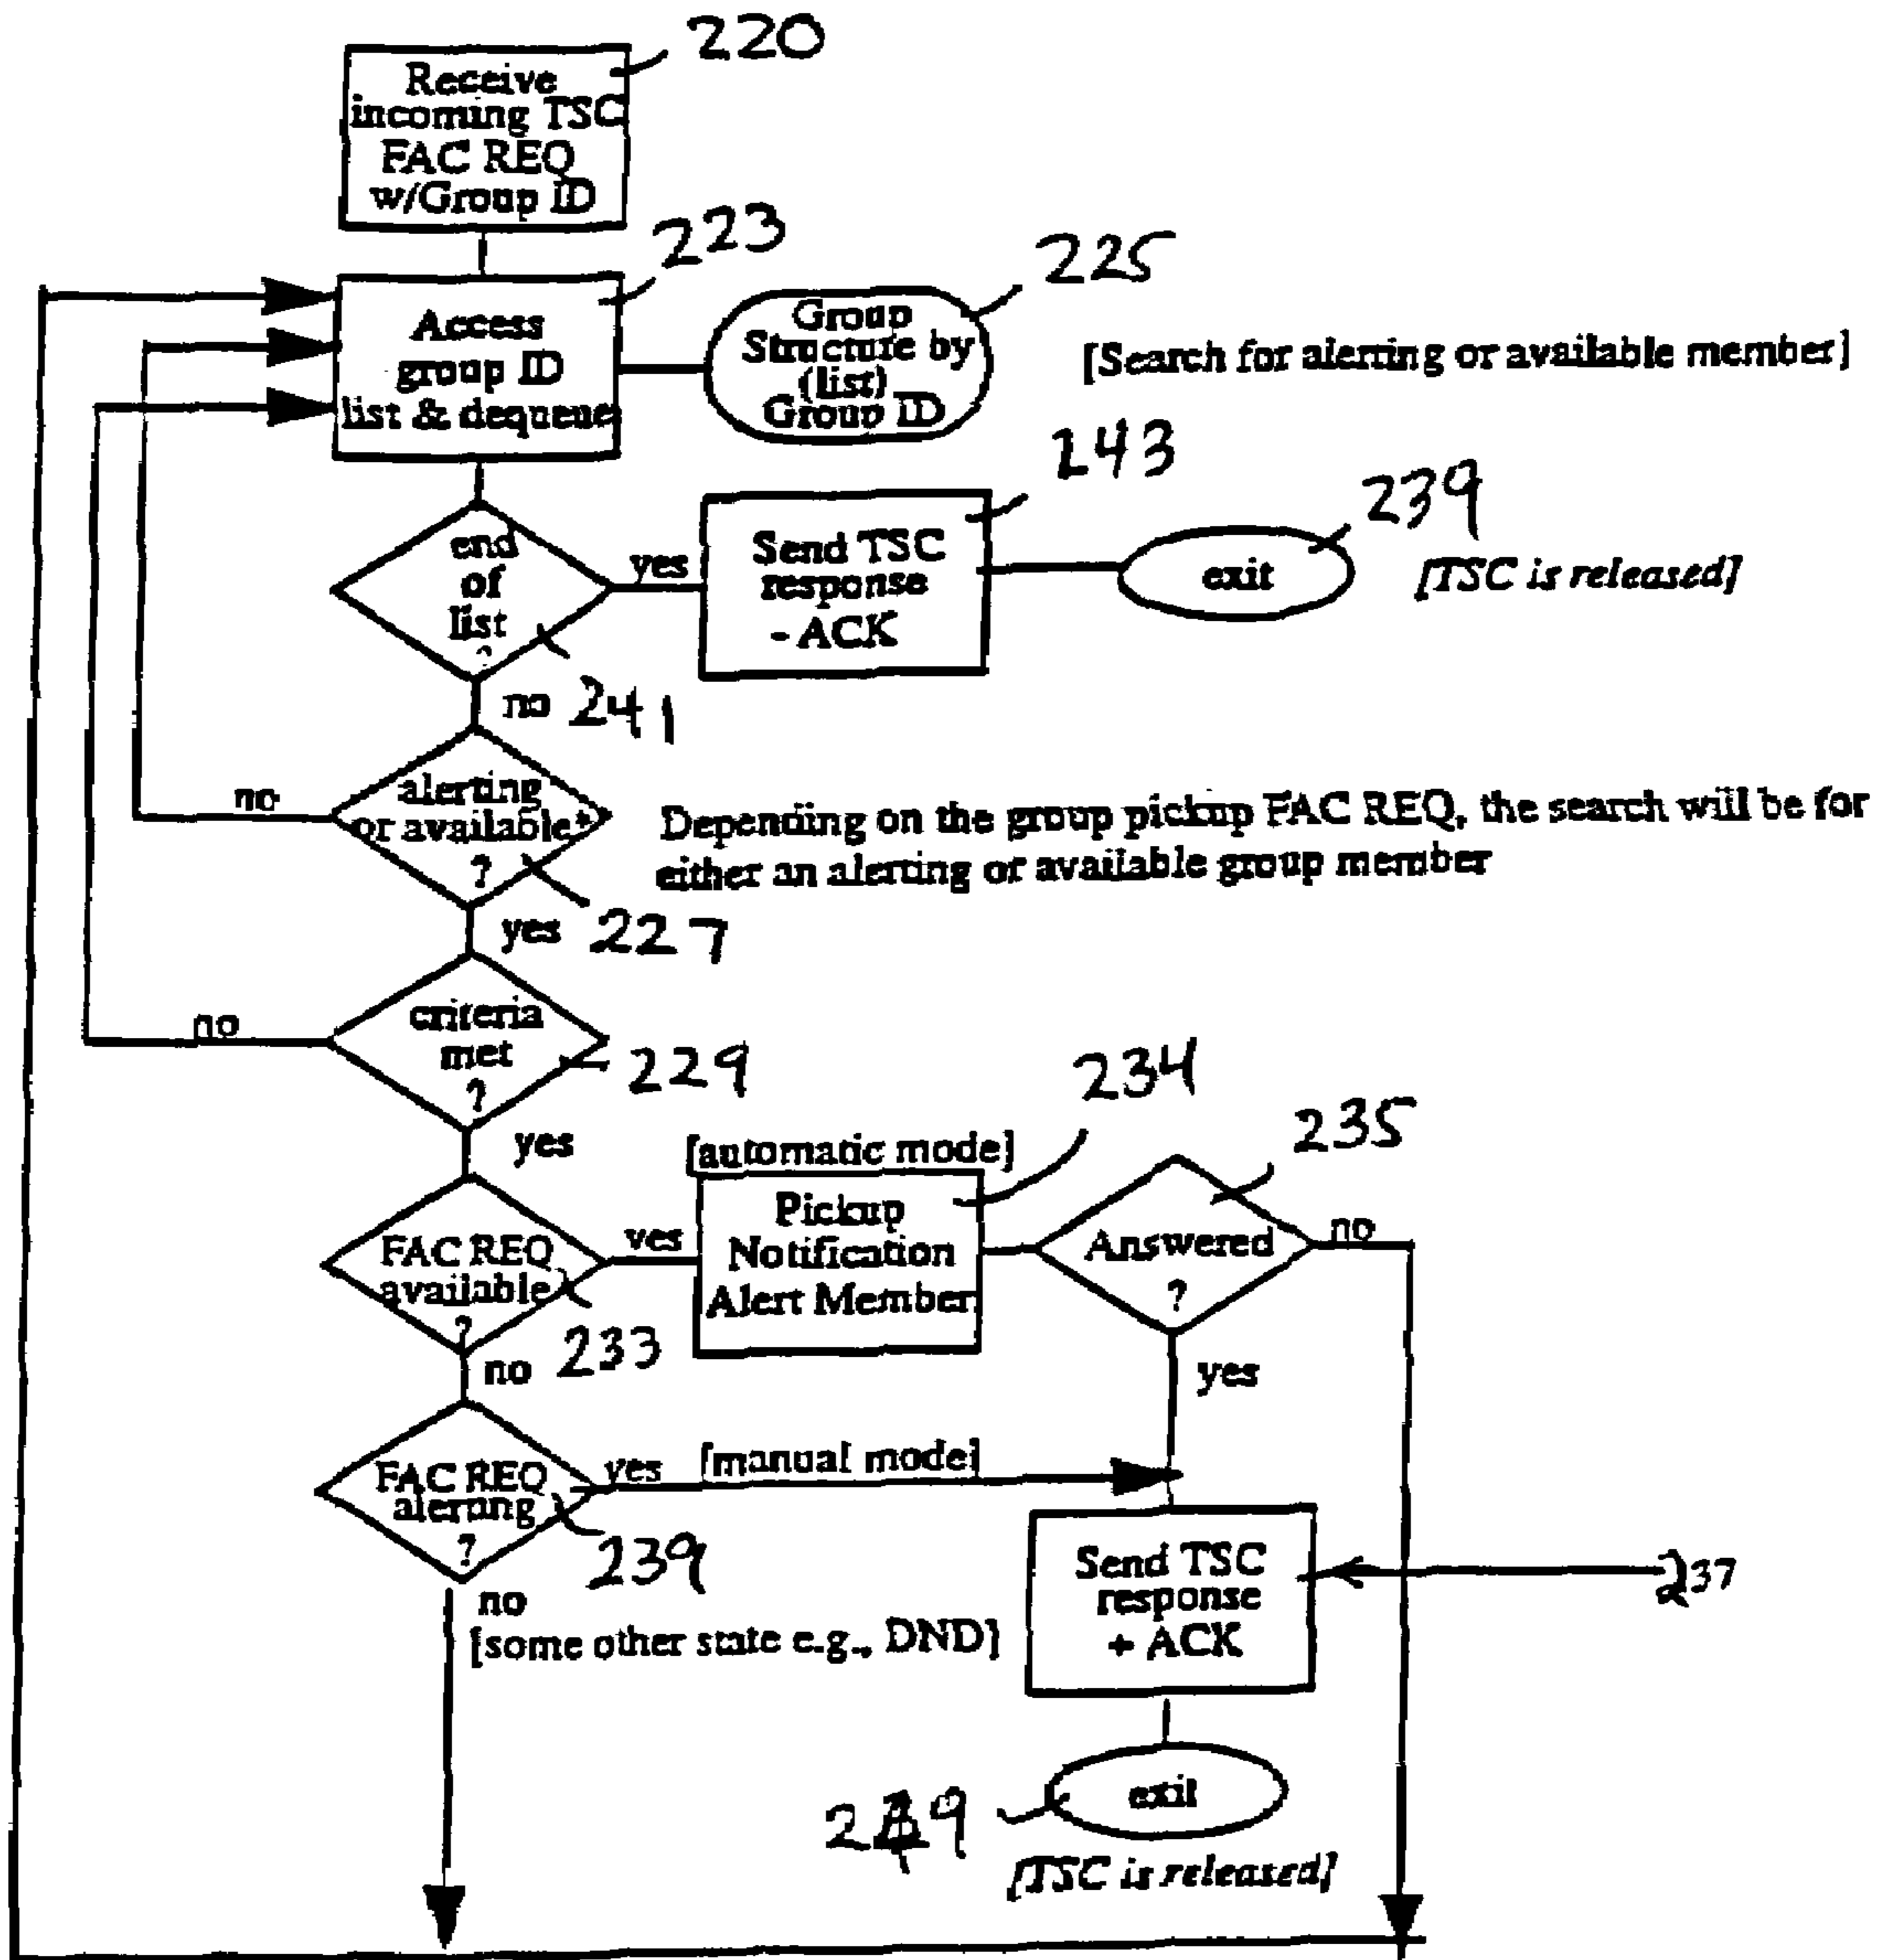 220
Receive
incoming TSC
FAC REQ
w/Group ID
223
225
Access
group ID
list & dequeue
Group
Structure by
(list)
Group ID
[Search for alerting or available member]
243
239
end
of
list
?
yes
Send TSC
response
- ACK
exit
[TSC is released]
no 241
no
alerting
or available*
?
Depending on the group pickup FAC REQ, the search will be for
either an alerting or available group member
yes 227
no
criteria
met
?
229
234
235
yes
[automatic mode]
FAC REQ
available
?
yes
Pickup
Notification
Alert Member
Answered
?
no
no 233
yes
FAC REQ
alerting
?
yes
[manual mode]
239
no
[some other state e.g., DND]
Send TSC
response
+ ACK
237
exit
[TSC is released]